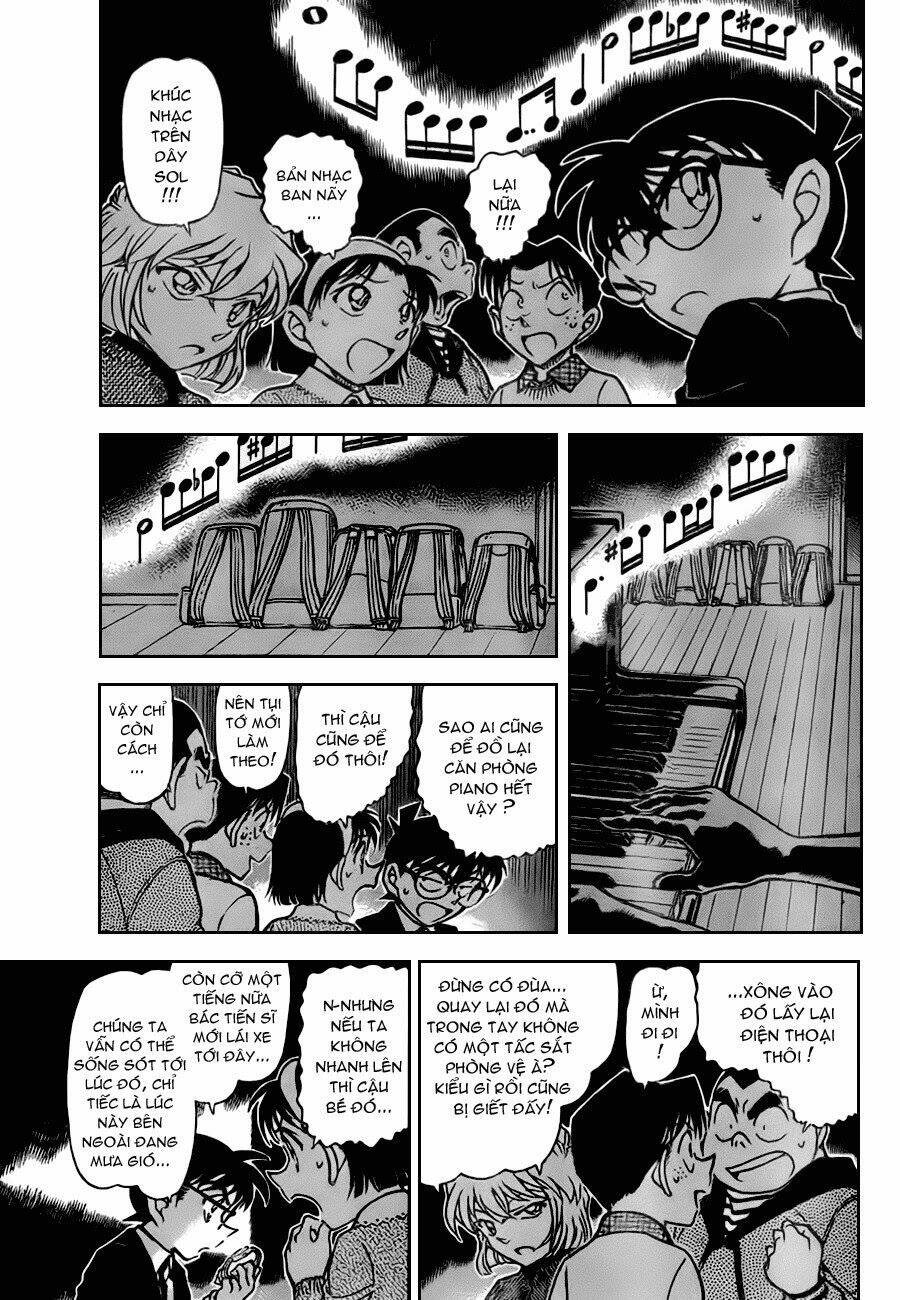 LẠI
NỮA
!!!
BẢN NHẠC
BAN NÃY
...
KHÚC
NHẠC
TRÊN
DÂY
SOL
!!!
SAO AI CŨNG
ĐỂ ĐỒ LẠI
CĂN PHÒNG
PIANO HẾT
VẬY ?
THÌ CẬU
CŨNG ĐỂ
ĐÓ THÔI!
NÊN TỤI
TỚ MỚI
LÀM
THEO!
VẬY CHỈ
CÒN
CÁCH
...
...XÔNG VÀO
ĐÓ LẤY LẠI
ĐIỆN THOẠI
THÔI !
Ừ,
MÌNH
ĐI ĐI
!
ĐỪNG CÓ ĐÙA...
QUAY LẠI ĐÓ MÀ
TRONG TAY KHÔNG
CÓ MỘT TẤC SẮT
PHÒNG VỆ À?
KIỂU GÌ RỒI CŨNG
BỊ GIẾT ĐẤY!
N-NHƯNG
NẾU TA
KHÔNG
NHANH LÊN
THÌ CẬU
BÉ ĐÓ...
CÒN CỠ MỘT
TIẾNG NỮA
BÁC TIẾN SĨ
MỚI LÁI XE
TỚI ĐÂY...
CHÚNG TA
VẪN CÓ THỂ
SỐNG SÓT TỚI
LÚC ĐÓ, CHỈ
TIẾC LÀ LÚC
NÀY BÊN
NGOÀI ĐANG
MƯA GIÓ...